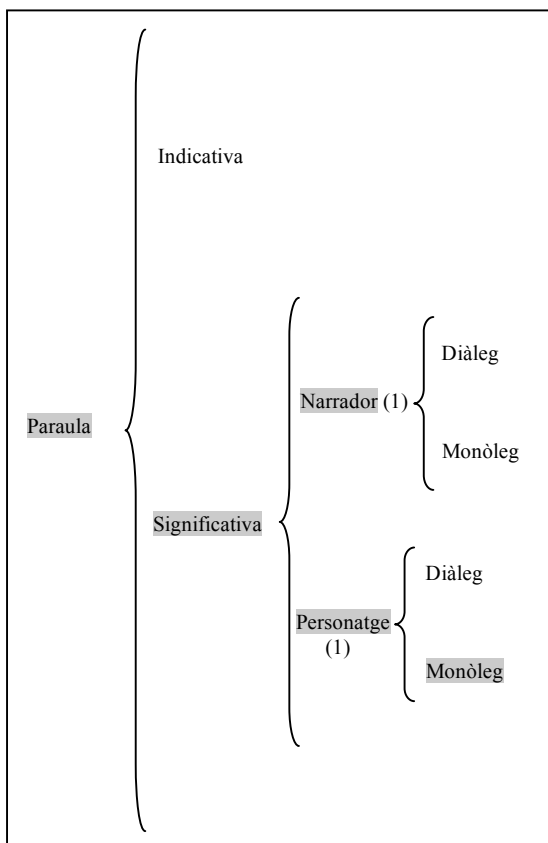 Indicativa
Diàleg
Narrador (1)
Paraula
Monòleg
Significativa
Diàleg
Personatge
(1)
Monòleg